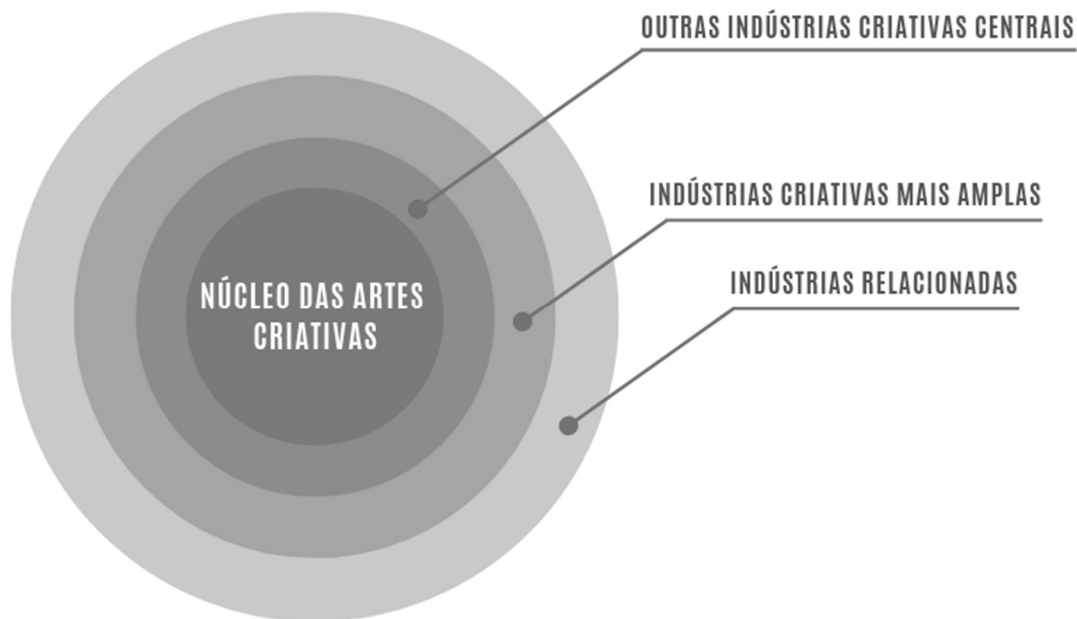 OUTRAS INDÚSTRIAS CRIATIVAS CENTRAIS
INDÚSTRIAS CRIATIVAS MAIS AMPLAS
INDÚSTRIAS RELACIONADAS
NÚCLEO DAS ARTES
CRIATIVAS